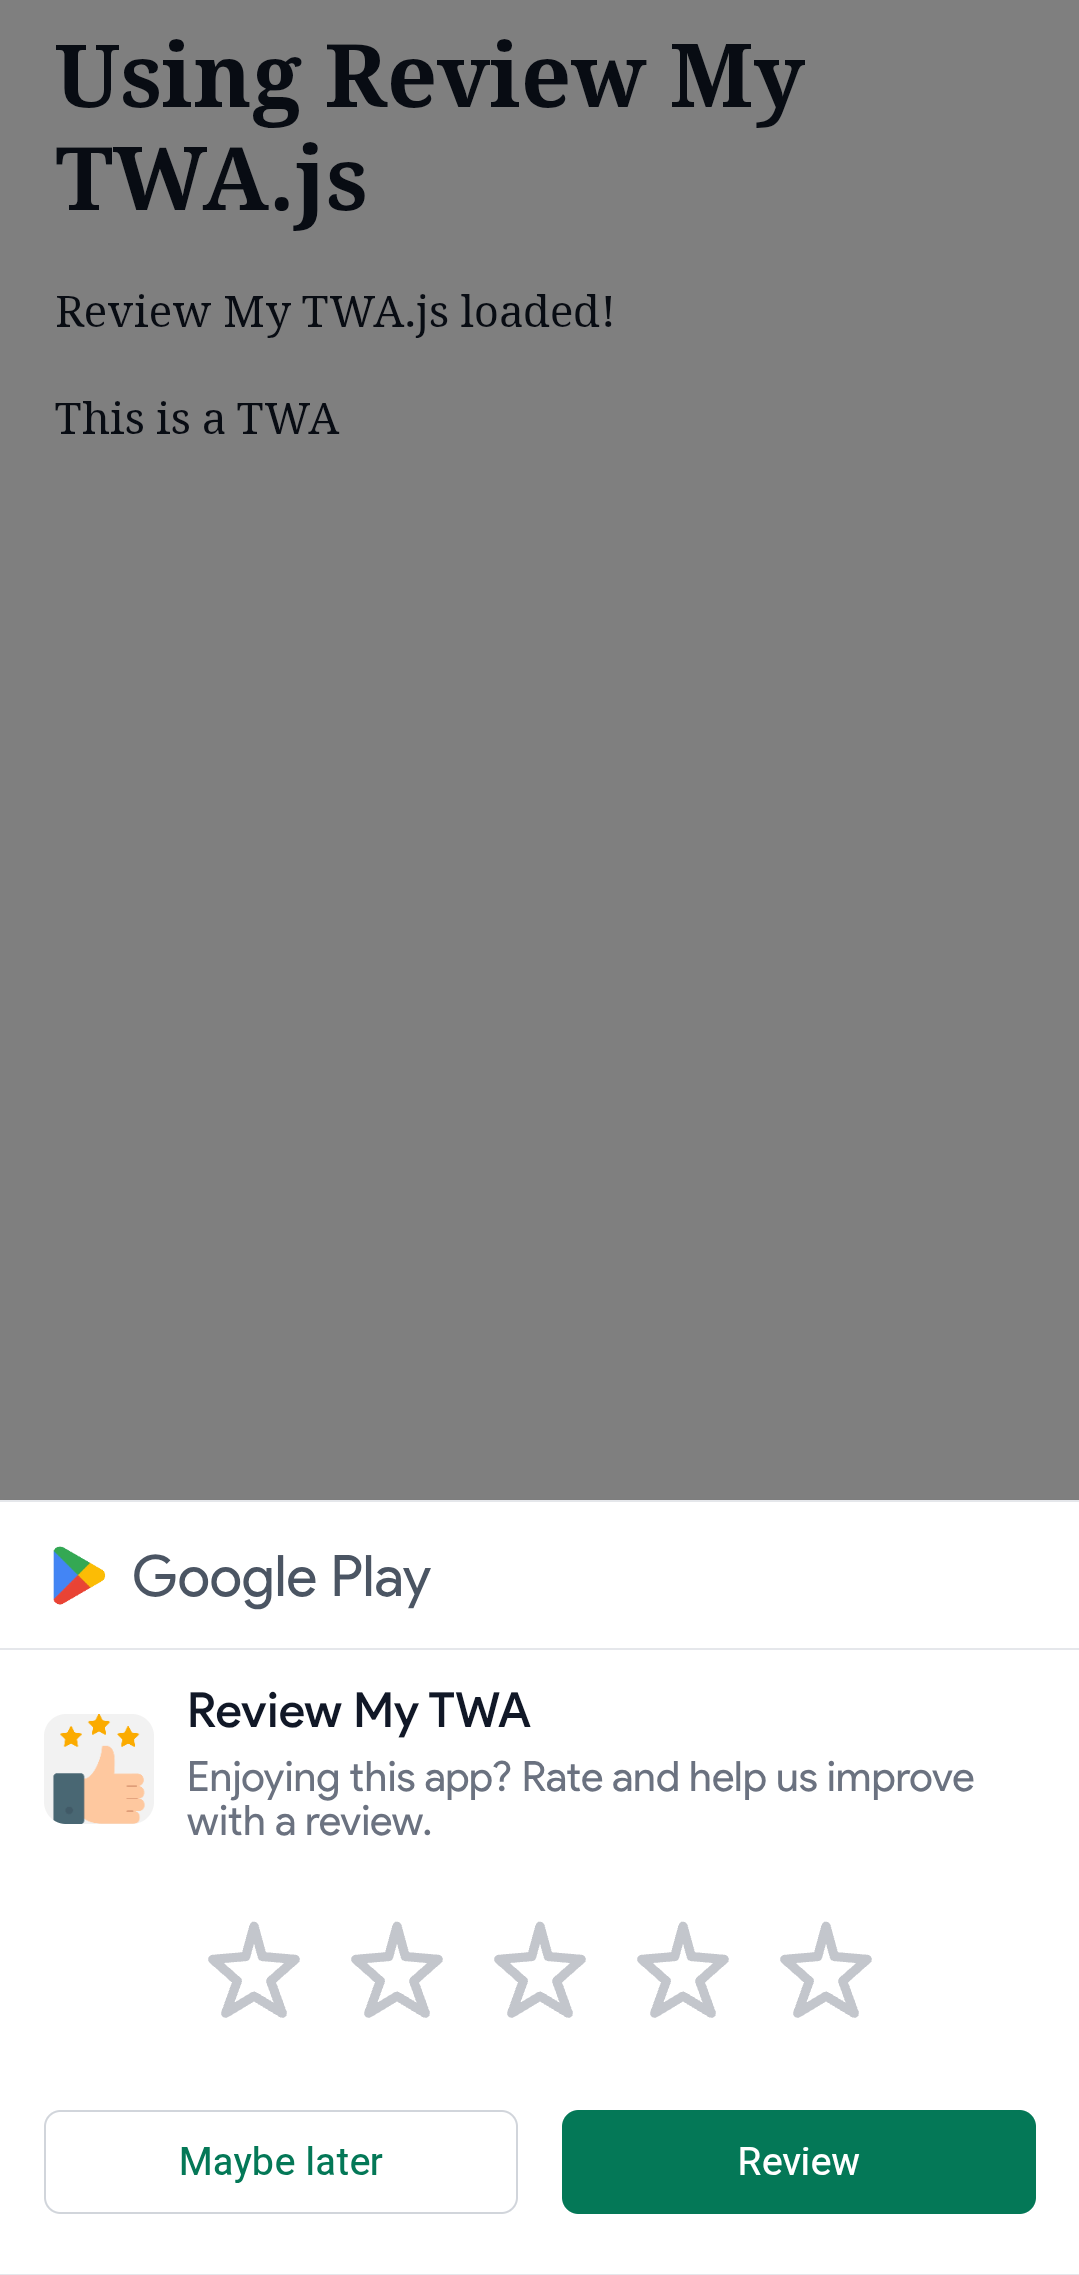 Using Review My
TWA.js
Review My TWA.js loaded!
This is a TWA
Google Play
Review My TWA
Enjoying this app? Rate and help us improve
with a review.
Maybe later
Review